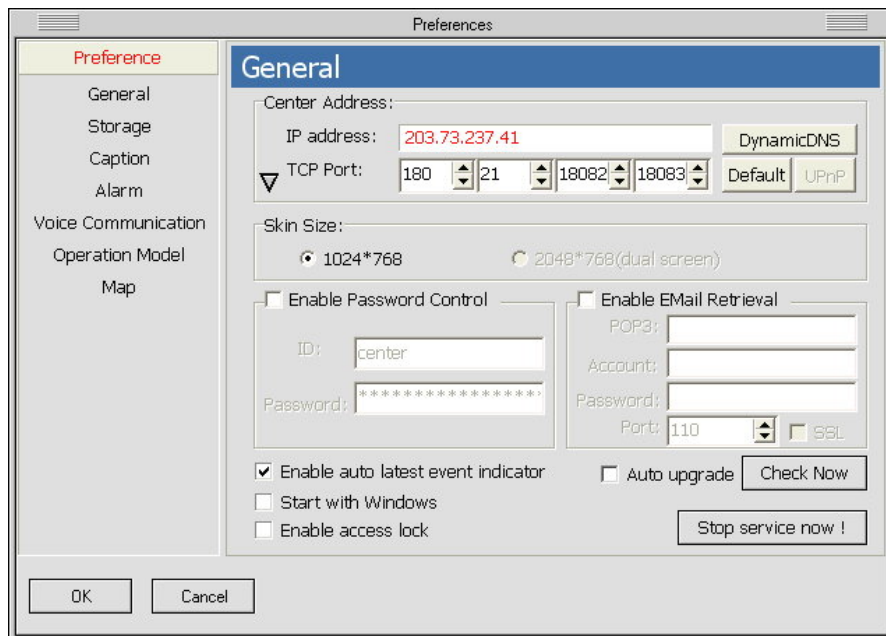 Preferences
Preference
General
Storage
Caption
Alarm
Voice Communication
Operation Model
Map
General
Center Address:
IP address: 203.73.237.41 DynamicDNS
TCP Port: 180 21 18082 18083 Default UPnP
Skin Size:
1024*768 2048*768(dual screen)
Enable Password Control
ID: center
Password: *****************
Enable EMail Retrieval
POP3:
Account:
Password:
Port: 110 SSL
Enable auto latest event indicator
Start with Windows
Enable access lock
Auto upgrade Check Now
Stop service now !
OK Cancel